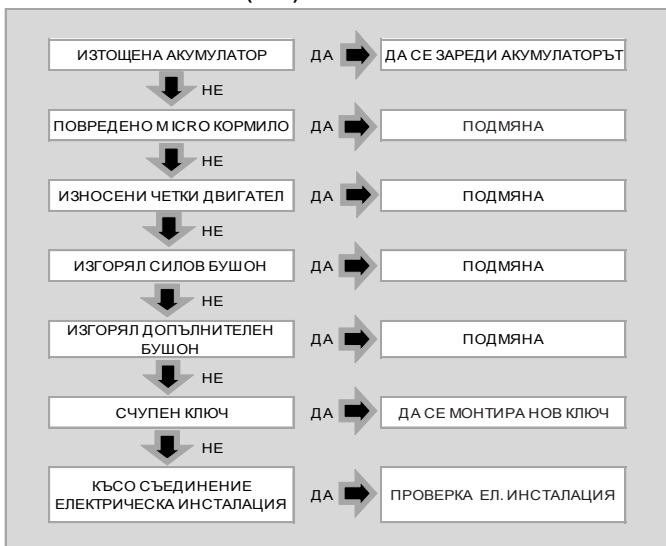 ИЗТОЩЕНА АКУМУЛАТОР ДА ДА СЕ ЗАРЕДИ АКУМУЛАТОРЪТ
НЕ
ПОВРЕДЕНО MICRO КОРМИЛО ДА ПОДМЯНА
НЕ
ИЗНОСЕНИ ЧЕТКИ ДВИГАТЕЛ ДА ПОДМЯНА
НЕ
ИЗГОРЯЛ СИЛОВ БУШОН ДА ПОДМЯНА
НЕ
ИЗГОРЯЛ ДОПЪЛНИТЕЛЕН
БУШОН ДА ПОДМЯНА
НЕ
СЧУПЕН КЛЮЧ ДА ДА СЕ МОНТИРА НОВ КЛЮЧ
НЕ
КЪСО СЪЕДИНЕНИЕ
ЕЛЕКТРИЧЕСКА ИНСТАЛАЦИЯ ДА ПРОВЕРКА ЕЛ. ИНСТАЛАЦИЯ